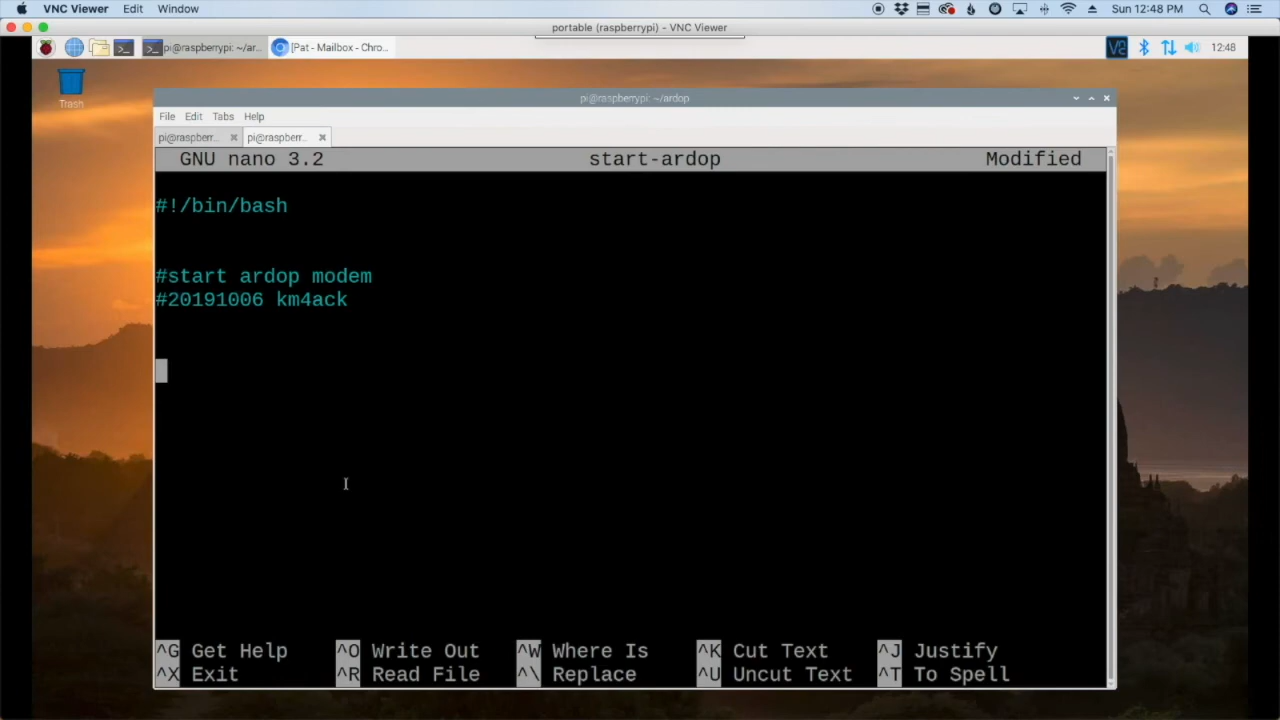 VNC Viewer Edit Window Sun 12:48 PM
portable (raspberrypi) - VNC Viewer
pi@raspberrypi: ~/ar... [Pat - Mailbox - Chro... 12:48
Trash
pi@raspberrypi: ~/ardop
File Edit Tabs Help
pi@raspberr... pi@raspberr...
GNU nano 3.2 start-ardop Modified
#!/bin/bash
#start ardop modem
#20191006 km4ack
^G Get Help ^O Write Out ^W Where Is ^K Cut Text ^J Justify
^X Exit ^R Read File ^\ Replace ^U Uncut Text ^T To Spell